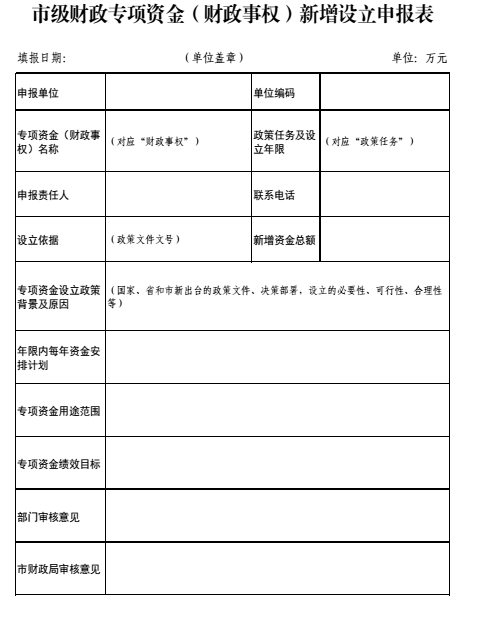 市级财政专项资金（财政事权）新增设立申报表
填报日期： （单位盖章） 单位：万元
申报单位 单位编码
专项资金（财政事
权）名称
（对应“财政事权”）
政策任务及设
立年限
（对应“政策任务”）
申报责任人 联系电话
设立依据 （政策文件文号） 新增资金总额
专项资金设立政策
背景及原因
（国家、省和市新出台的政策文件、决策部署，设立的必要性、可行性、合理性
等）
年限内每年资金安
排计划
专项资金用途范围
专项资金绩效目标
部门审核意见
市财政局审核意见